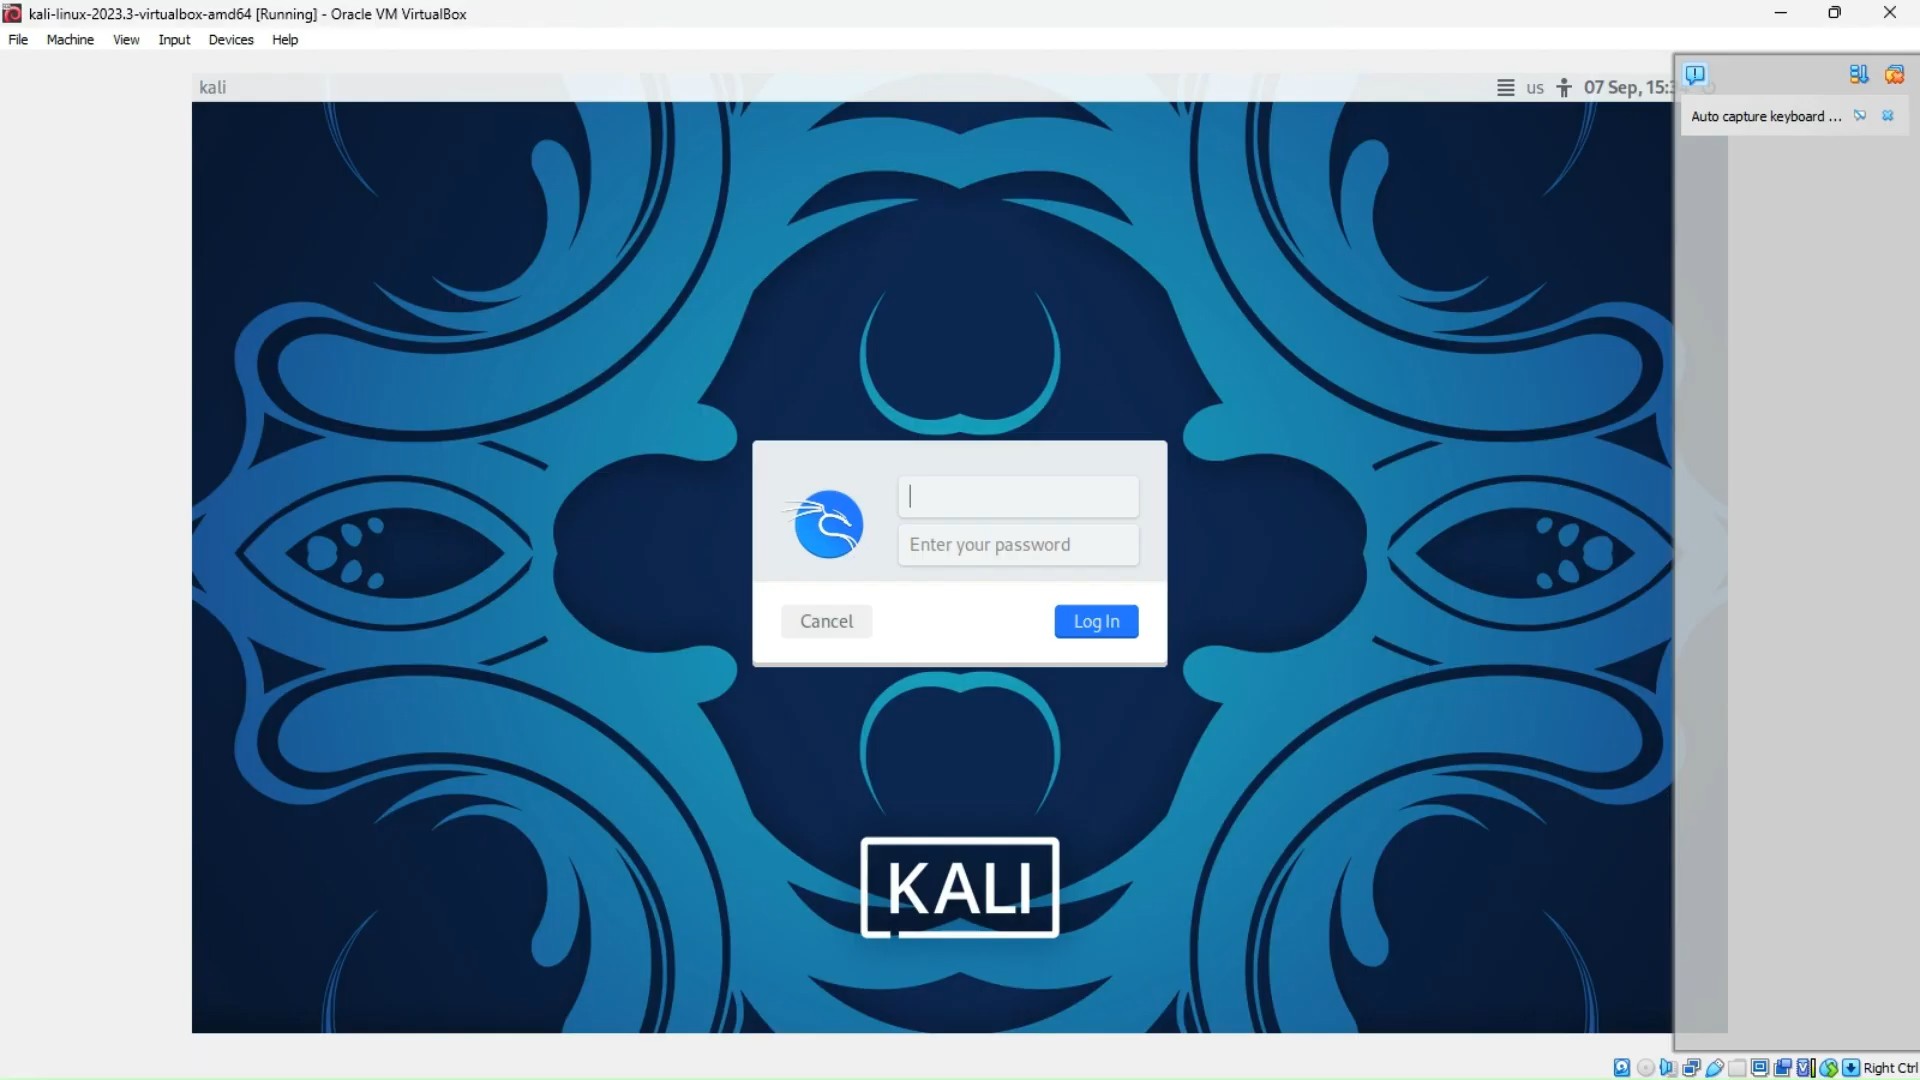 kali-linux-2023.3-virtualbox-amd64 [Running] - Oracle VM VirtualBox
File Machine View Input Devices Help
kali us 07 Sep, 15:3
Auto capture keyboard ...
Enter your password
Cancel Log In
KALI
Right Ctrl